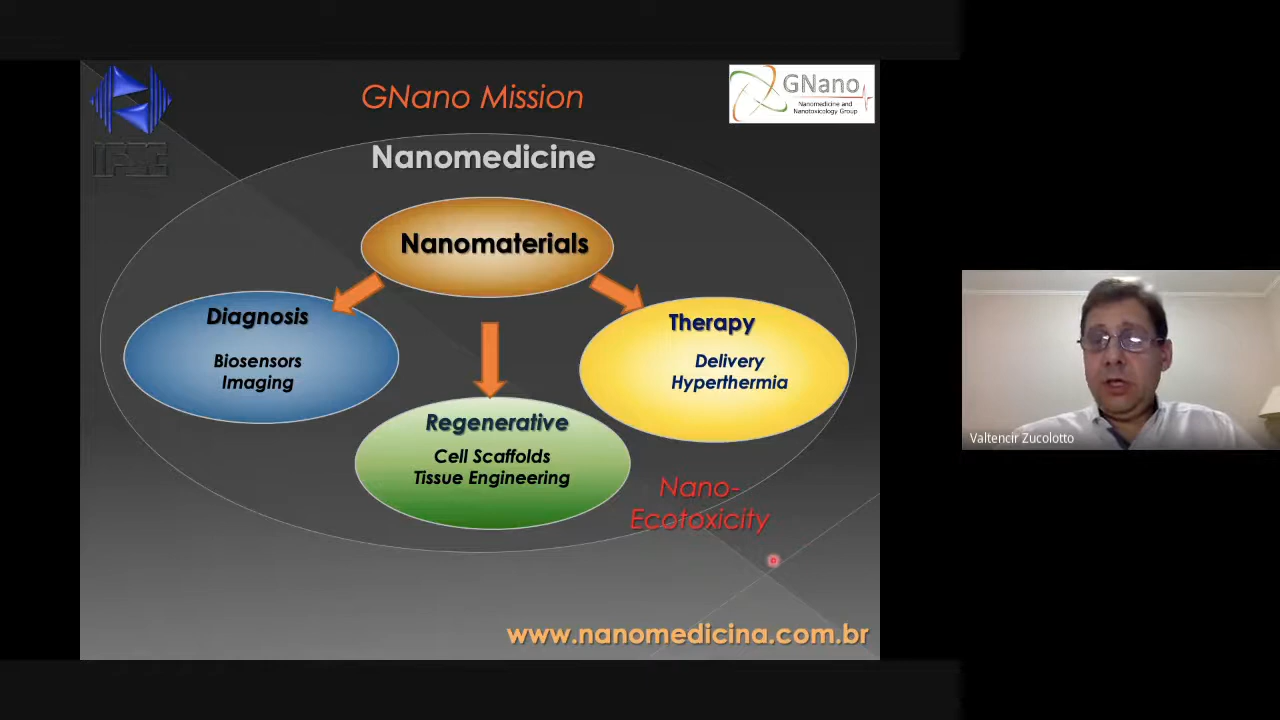 GNano Mission
GNano
Nanomedicine and
Nanotoxicology Group
IFSC
Nanomedicine
Nanomaterials
Diagnosis
Biosensors
Imaging
Therapy
Delivery
Hyperthermia
Regenerative
Cell Scaffolds
Tissue Engineering
Nano-
Ecotoxicity
www.nanomedicina.com.br
Valtencir Zucolotto